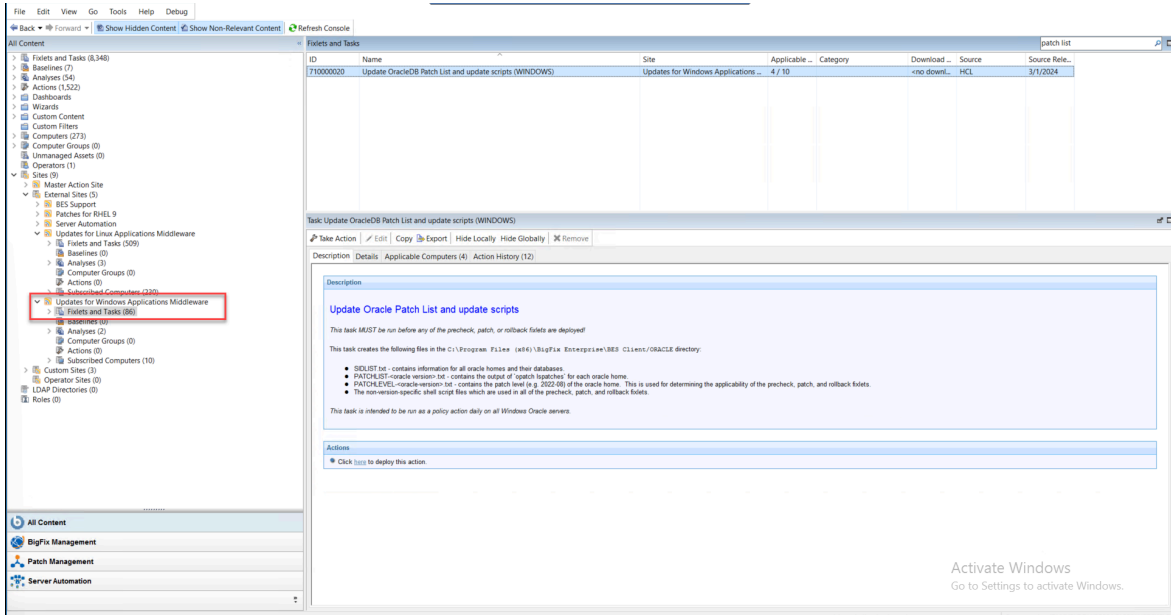 File Edit View Go Tools Help Debug
Back Forward Show Hidden Content Show Non-Relevant Content Refresh Console
All Content
Fixlets and Tasks (8,348)
Baselines (7)
Analyses (54)
Actions (1,522)
Dashboards
Wizards
Custom Content
Custom Filters
Computers (273)
Computer Groups (0)
Unmanaged Assets (0)
Operators (1)
Sites (9)
Master Action Site
External Sites (5)
BES Support
Patches for RHEL 9
Server Automation
Updates for Linux Applications Middleware
Fixlets and Tasks (509)
Baselines (0)
Analyses (3)
Computer Groups (0)
Actions (0)
Subscribed Computers (230)
Updates for Windows Applications Middleware
Fixlets and Tasks (86)
Baselines (0)
Analyses (2)
Computer Groups (0)
Actions (0)
Subscribed Computers (10)
Custom Sites (3)
Operator Sites (0)
LDAP Directories (0)
Roles (0)
All Content
BigFix Management
Patch Management
Server Automation
Fixlets and Tasks patch list
ID Name Site Applicable ... Category Download ... Source Source Rele...
710000020 Update OracleDB Patch List and update scripts (WINDOWS) Updates for Windows Applications ... 4 / 10 <no downl... HCL 3/1/2024
Task: Update OracleDB Patch List and update scripts (WINDOWS)
Take Action Edit Copy Export Hide Locally Hide Globally Remove
Description Details Applicable Computers (4) Action History (12)
Description
Update Oracle Patch List and update scripts
This task MUST be run before any of the precheck, patch, or rollback fixlets are deployed!
This task creates the following files in the C:\Program Files (x86)\BigFix Enterprise\BES Client/ORACLE directory:
SIDLIST.txt - contains information for all oracle homes and their databases.
PATCHLIST-<oracle version>.txt - contains the output of `opatch lspatches` for each oracle home.
PATCHLEVEL-<oracle-version>.txt - contains the patch level (e.g. 2022-08) of the oracle home. This is used for determining the applicability of the precheck, patch, and rollback fixlets.
The non-version-specific shell script files which are used in all of the precheck, patch, and rollback fixlets.
This task is intended to be run as a policy action daily on all Windows Oracle servers.
Actions
Click here to deploy this action.
Activate Windows
Go to Settings to activate Windows.